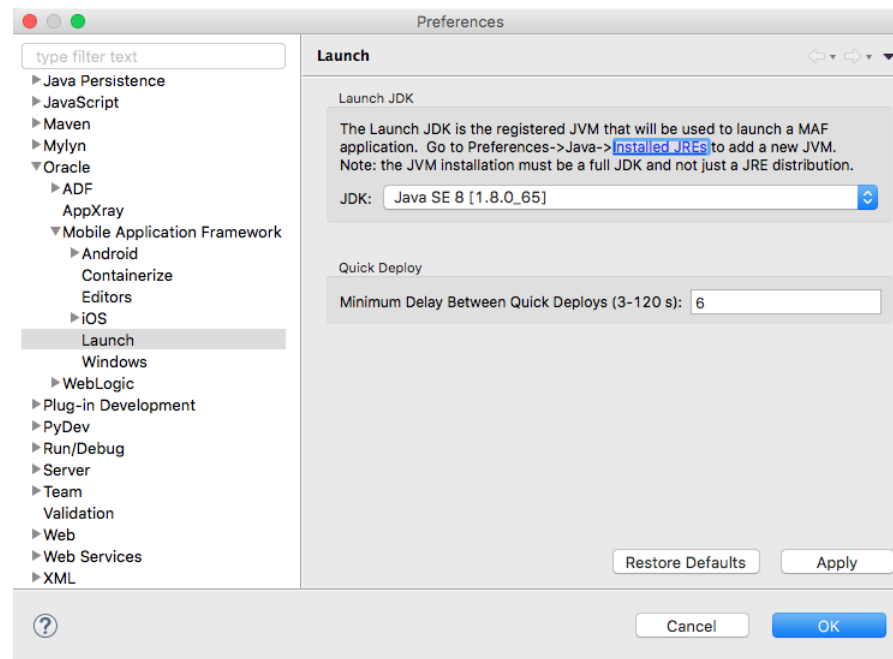 Preferences
type filter text
Java Persistence
JavaScript
Maven
Mylyn
Oracle
ADF
AppXray
Mobile Application Framework
Android
Containerize
Editors
iOS
Launch
Windows
WebLogic
Plug-in Development
PyDev
Run/Debug
Server
Team
Validation
Web
Web Services
XML
Launch
Launch JDK
The Launch JDK is the registered JVM that will be used to launch a MAF
application. Go to Preferences->Java->Installed JREs to add a new JVM.
Note: the JVM installation must be a full JDK and not just a JRE distribution.
JDK: Java SE 8 [1.8.0_65]
Quick Deploy
Minimum Delay Between Quick Deploys (3-120 s): 6
Restore Defaults Apply
? Cancel OK